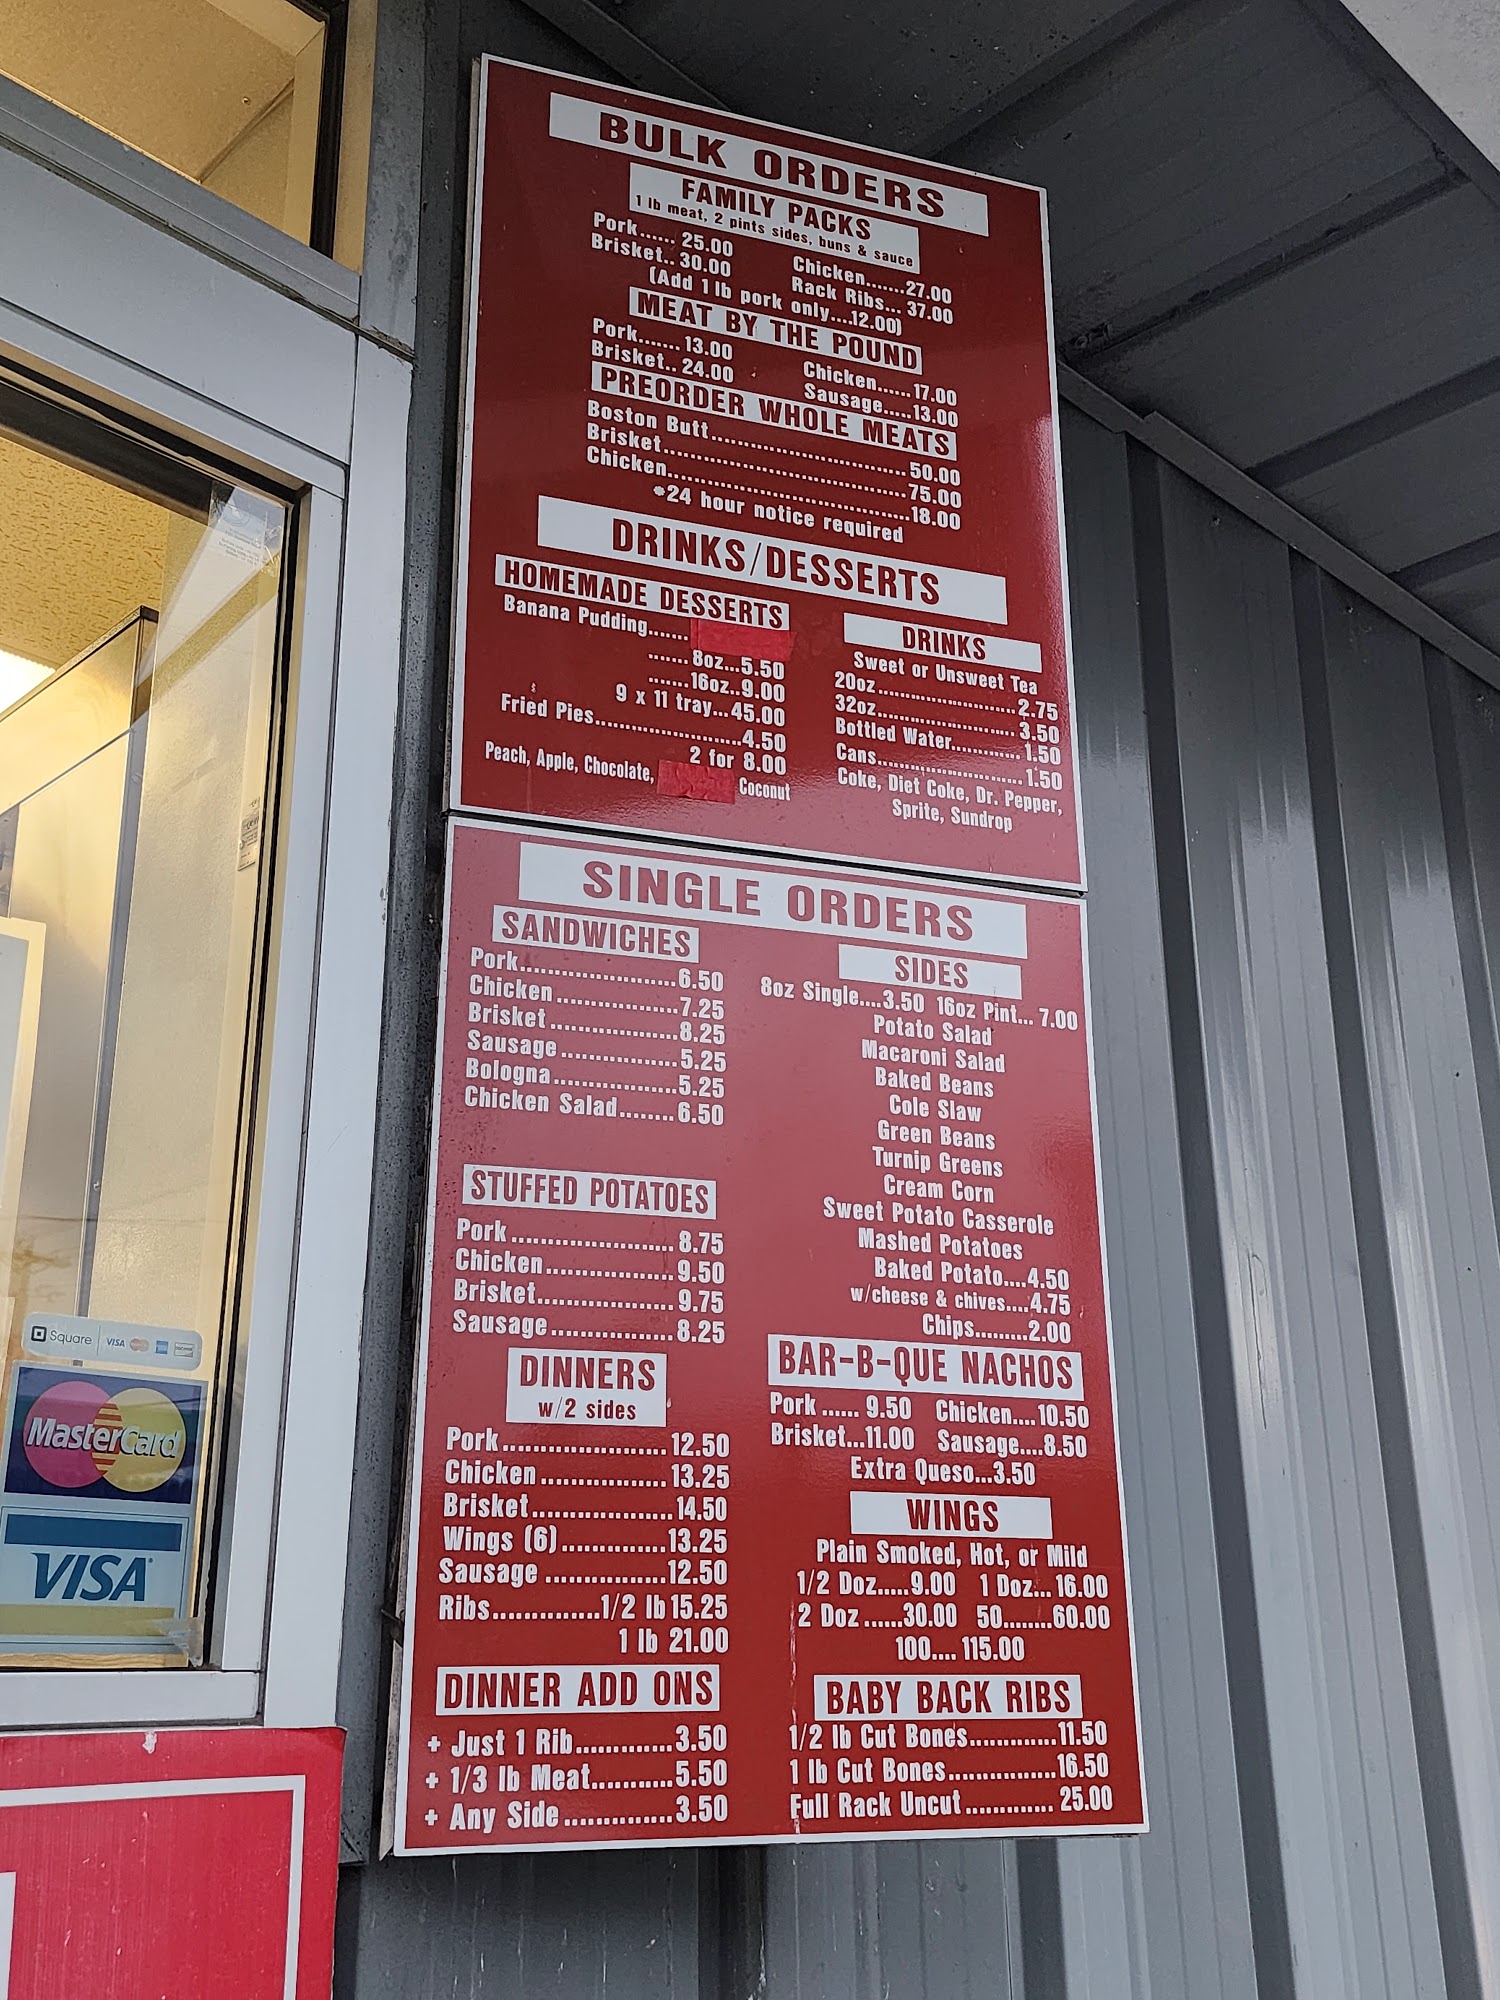 BULK ORDERS
FAMILY PACKS
1 lb meat, 2 pints sides, buns & sauce
Pork...... 25.00 Chicken.......27.00
Brisket.. 30.00 Rack Ribs... 37.00
(Add 1 lb pork only....12.00)
MEAT BY THE POUND
Pork....... 13.00 Chicken......17.00
Brisket.. 24.00 Sausage.....13.00
PREORDER WHOLE MEATS
Boston Butt..............................50.00
Brisket.....................................75.00
Chicken.....................................18.00
*24 hour notice required
DRINKS/DESSERTS
HOMEMADE DESSERTS
Banana Pudding.......
.......8oz...5.50
.......16oz..9.00
9 x 11 tray...45.00
Fried Pies.......................4.50
2 for 8.00
Peach, Apple, Chocolate, Coconut
DRINKS
Sweet or Unsweet Tea
20oz........................2.75
32oz........................3.50
Bottled Water............1.50
Cans.........................1.50
Coke, Diet Coke, Dr. Pepper,
Sprite, Sundrop
SINGLE ORDERS
SANDWICHES
Pork.......................6.50
Chicken..................7.25
Brisket...................8.25
Sausage.................5.25
Bologna..................5.25
Chicken Salad........6.50
STUFFED POTATOES
Pork.......................8.75
Chicken..................9.50
Brisket...................9.75
Sausage.................8.25
DINNERS
w/2 sides
Pork.......................12.50
Chicken..................13.25
Brisket....................14.50
Wings (6)...............13.25
Sausage.................12.50
Ribs...............1/2 lb 15.25
1 lb 21.00
DINNER ADD ONS
+ Just 1 Rib.............3.50
+ 1/3 lb Meat...........5.50
+ Any Side..............3.50
SIDES
8oz Single....3.50 16oz Pint... 7.00
Potato Salad
Macaroni Salad
Baked Beans
Cole Slaw
Green Beans
Turnip Greens
Cream Corn
Sweet Potato Casserole
Mashed Potatoes
Baked Potato....4.50
w/cheese & chives....4.75
Chips.........2.00
BAR-B-QUE NACHOS
Pork ...... 9.50 Chicken....10.50
Brisket...11.00 Sausage....8.50
Extra Queso...3.50
WINGS
Plain Smoked, Hot, or Mild
1/2 Doz.....9.00 1 Doz... 16.00
2 Doz ......30.00 50........60.00
100.... 115.00
BABY BACK RIBS
1/2 lb Cut Bones.............11.50
1 lb Cut Bones................16.50
Full Rack Uncut............. 25.00
Square VISA
MasterCard
VISA